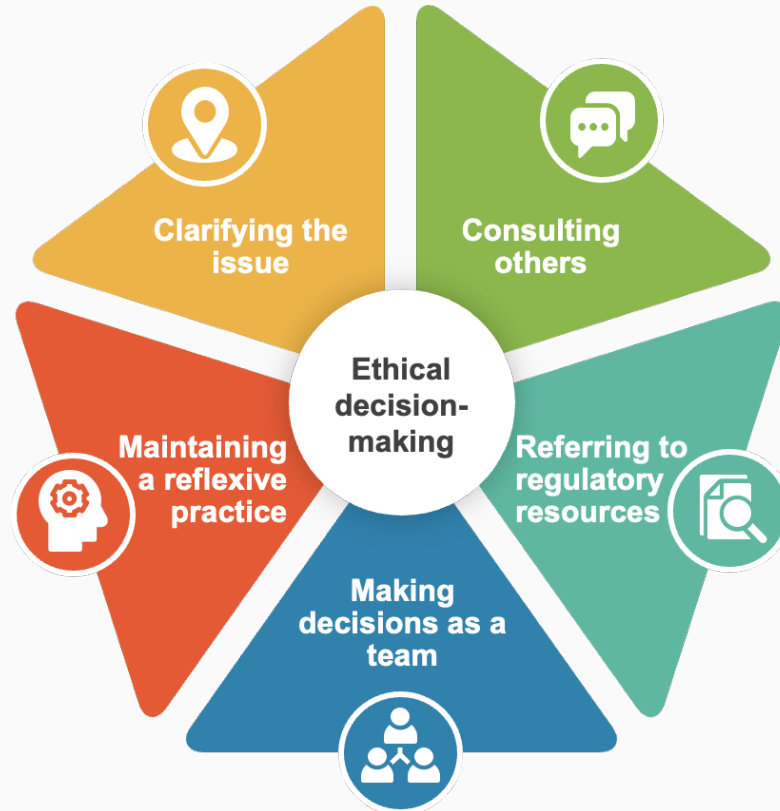 Clarifying the
issue
Consulting
others
Ethical
decision-
making
Maintaining
a reflexive
practice
Referring to
regulatory
resources
Making
decisions as a
team